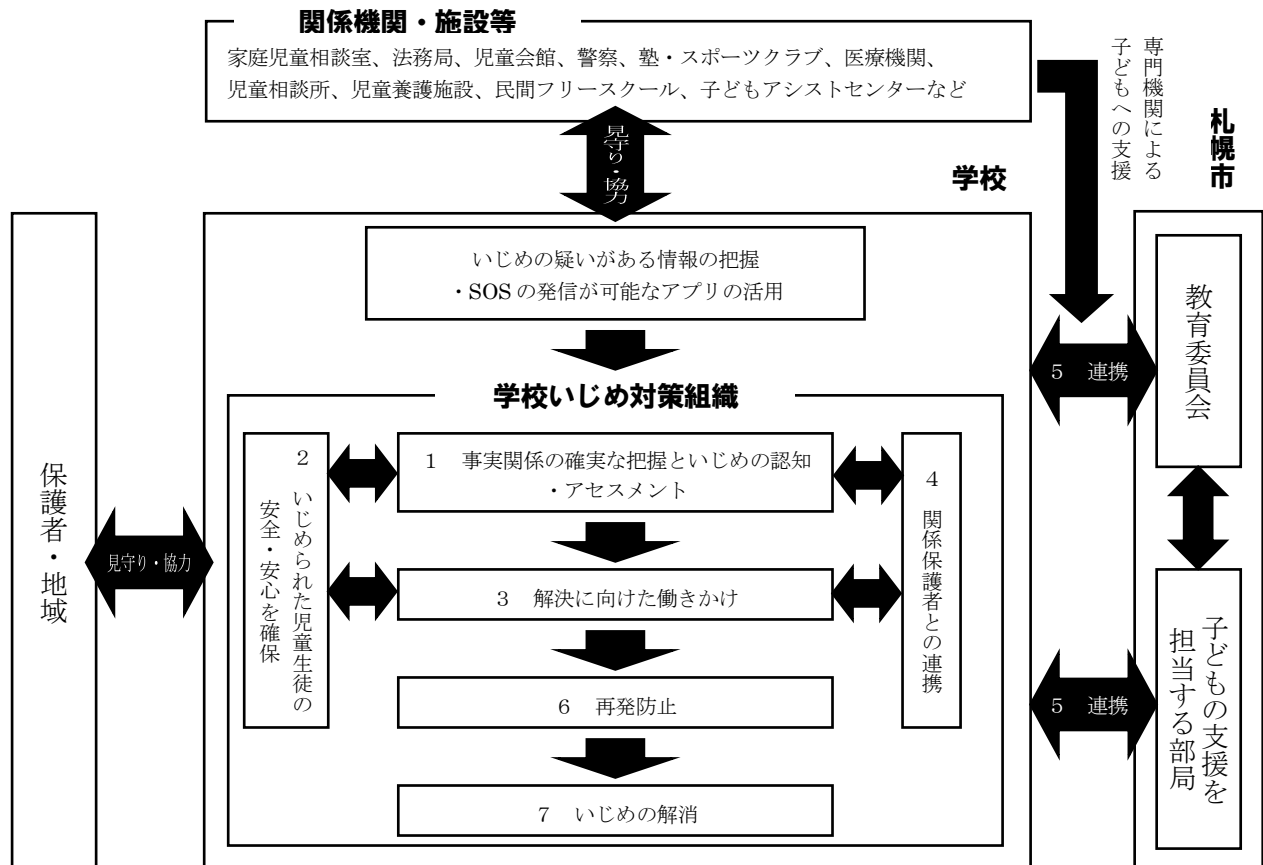 関係機関・施設等
家庭児童相談室、法務局、児童会館、警察、塾・スポーツクラブ、医療機関、
児童相談所、児童養護施設、民間フリースクール、子どもアシストセンターなど
専門機関による
子どもへの支援
札幌市
見守り・協力
学校
いじめの疑いがある情報の把握
・SOS の発信が可能なアプリの活用
教育委員会
5 連携
学校いじめ対策組織
保護者・地域
見守り・協力
2 いじめられた児童生徒の
安全・安心を確保
1 事実関係の確実な把握といじめの認知
・アセスメント
4 関係保護者との連携
3 解決に向けた働きかけ
子どもの支援を
担当する部局
5 連携
6 再発防止
7 いじめの解消